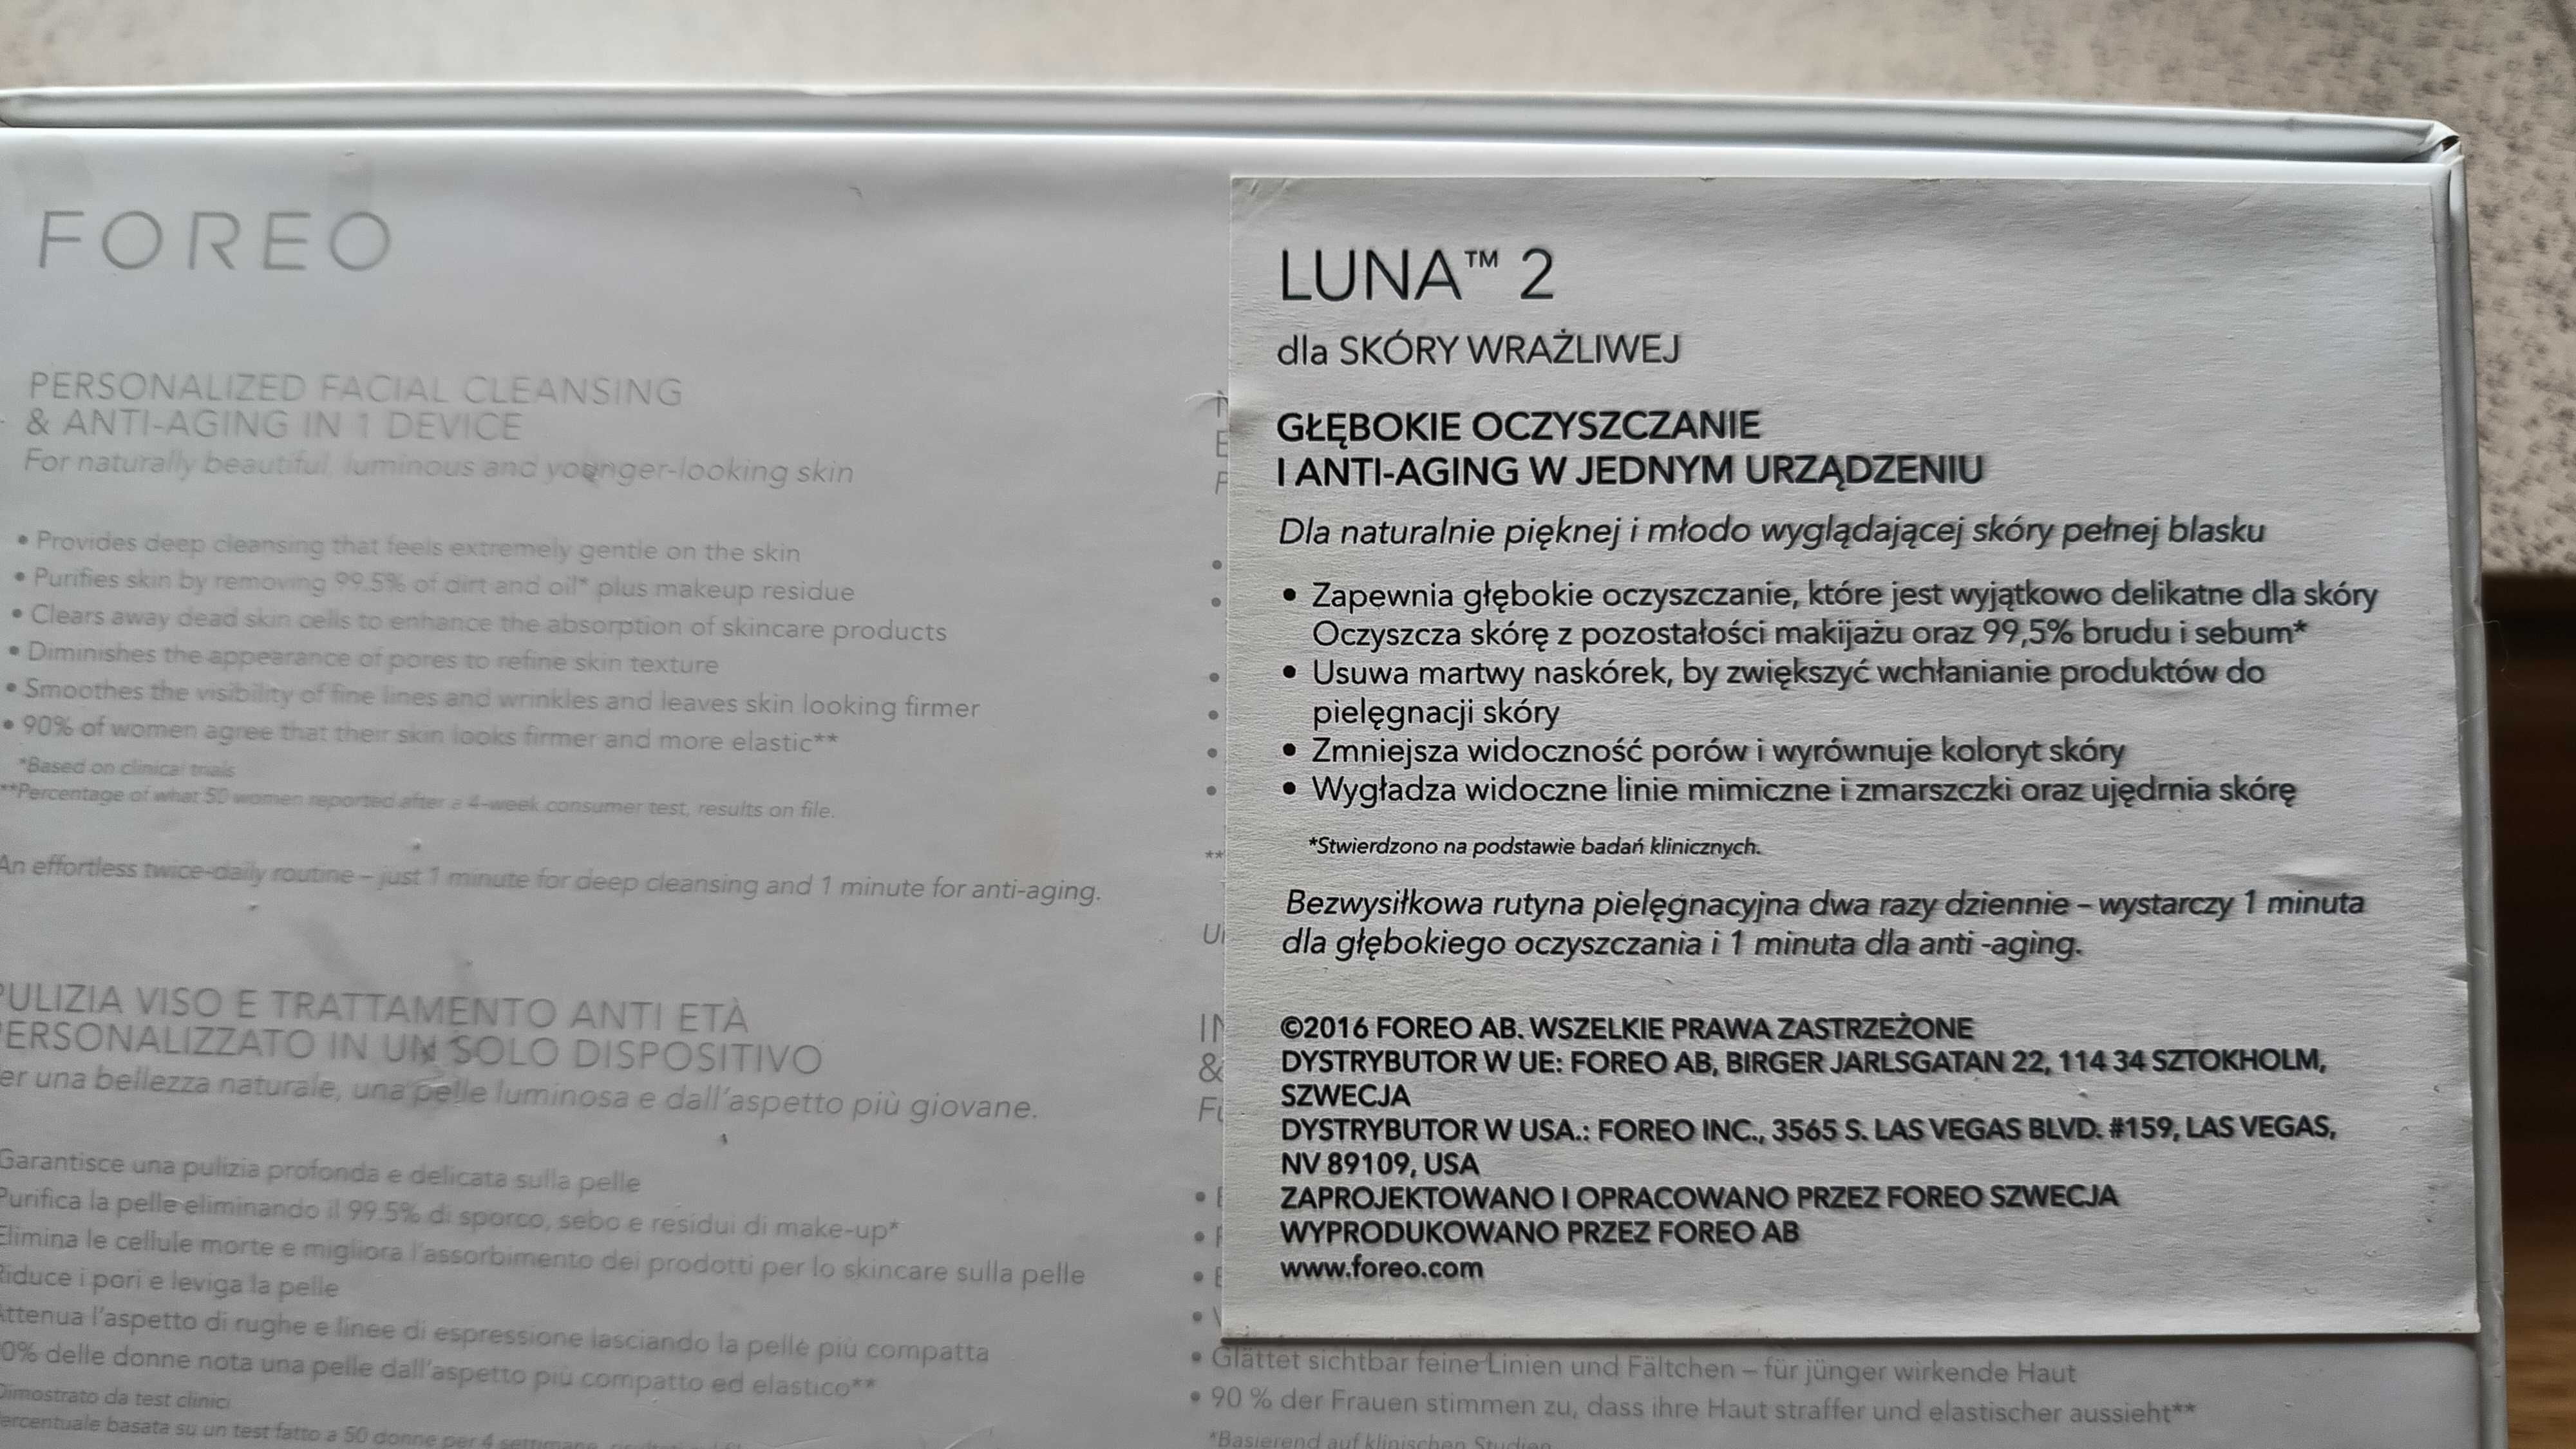 FOREO
PERSONALIZED FACIAL CLEANSING
& ANTI-AGING IN 1 DEVICE
For naturally beautiful, luminous and younger-looking skin
• Provides deep cleansing that feels extremely gentle on the skin
• Purifies skin by removing 99.5% of dirt and oil* plus makeup residue
• Clears away dead skin cells to enhance the absorption of skincare products
• Diminishes the appearance of pores to refine skin texture
• Smoothes the visibility of fine lines and wrinkles and leaves skin looking firmer
• 90% of women agree that their skin looks firmer and more elastic**
*Based on clinical trials
**Percentage of what 50 women reported after a 4-week consumer test, results on file.
An effortless twice-daily routine – just 1 minute for deep cleansing and 1 minute for anti-aging.
PULIZIA VISO E TRATTAMENTO ANTI ETÀ
PERSONALIZZATO IN UN SOLO DISPOSITIVO
er una bellezza naturale, una pelle luminosa e dall'aspetto più giovane.
Garantisce una pulizia profonda e delicata sulla pelle
Purifica la pelle eliminando il 99.5% di sporco, sebo e residui di make-up*
Elimina le cellule morte e migliora l'assorbimento dei prodotti per lo skincare sulla pelle
Riduce i pori e leviga la pelle
Attenua l'aspetto di rughe e linee di espressione lasciando la pelle più compatta
0% delle donne nota una pelle dall'aspetto più compatto ed elastico**
Dimostrato da test clinici
ercentuale basata su un test fatto a 50 donne per 4 settimane
LUNA™ 2
dla SKÓRY WRAŻLIWEJ
GŁĘBOKIE OCZYSZCZANIE
I ANTI-AGING W JEDNYM URZĄDZENIU
Dla naturalnie pięknej i młodo wyglądającej skóry pełnej blasku
• Zapewnia głębokie oczyszczanie, które jest wyjątkowo delikatne dla skóry
Oczyszcza skórę z pozostałości makijażu oraz 99,5% brudu i sebum*
• Usuwa martwy naskórek, by zwiększyć wchłanianie produktów do
• pielęgnacji skóry
• Zmniejsza widoczność porów i wyrównuje koloryt skóry
• Wygładza widoczne linie mimiczne i zmarszczki oraz ujędrnia skórę
*Stwierdzono na podstawie badań klinicznych.
Bezwysiłkowa rutyna pielęgnacyjna dwa razy dziennie – wystarczy 1 minuta
dla głębokiego oczyszczania i 1 minuta dla anti -aging.
©2016 FOREO AB. WSZELKIE PRAWA ZASTRZEŻONE
DYSTRYBUTOR W UE: FOREO AB, BIRGER JARLSGATAN 22, 114 34 SZTOKHOLM,
SZWECJA
DYSTRYBUTOR W USA.: FOREO INC., 3565 S. LAS VEGAS BLVD. #159, LAS VEGAS,
NV 89109, USA
ZAPROJEKTOWANO I OPRACOWANO PRZEZ FOREO SZWECJA
WYPRODUKOWANO PRZEZ FOREO AB
www.foreo.com
• Glättet sichtbar feine Linien und Fältchen – für jünger wirkende Haut
• 90 % der Frauen stimmen zu, dass ihre Haut straffer und elastischer aussieht**
*Basierend auf klinischen Studien